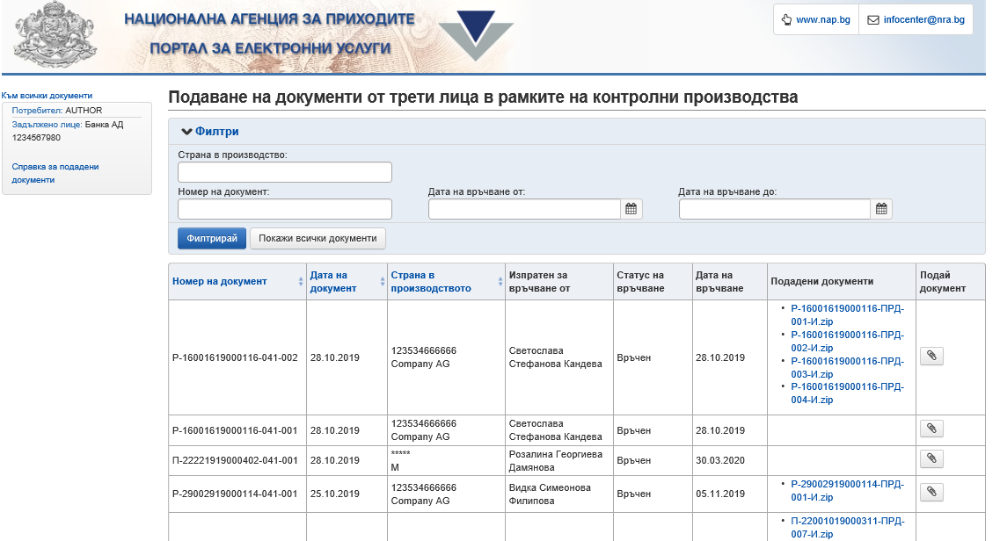 НАЦИОНАЛНА АГЕНЦИЯ ЗА ПРИХОДИТЕ
ПОРТАЛ ЗА ЕЛЕКТРОННИ УСЛУГИ
www.nap.bg
infocenter@nra.bg
Към всички документи
Потребител: AUTHOR
Задължено лице: Банка АД
1234567980
Справка за подадени
документи
Подаване на документи от трети лица в рамките на контролни производства
Филтри
Страна в производство:
Номер на документ:
Дата на връчване от:
Дата на връчване до:
Филтрирай
Покажи всички документи
Номер на документ
Дата на
документ
Страна в
производството
Изпратен за
връчване от
Статус на
връчване
Дата на
връчване
Подадени документи
Подай
документ
Р-16001619000116-041-002
28.10.2019
123534666666
Company AG
Светослава
Стефанова Кандева
Връчен
28.10.2019
Р-16001619000116-ПРД-
001-И.zip
Р-16001619000116-ПРД-
002-И.zip
Р-16001619000116-ПРД-
003-И.zip
Р-16001619000116-ПРД-
004-И.zip
Р-16001619000116-041-001
28.10.2019
123534666666
Company AG
Светослава
Стефанова Кандева
Връчен
28.10.2019
П-22221919000402-041-001
28.10.2019
*****
М
Розалина Георгиева
Дамянова
Връчен
30.03.2020
Р-29002919000114-041-001
25.10.2019
123534666666
Company AG
Видка Симеонова
Филипова
Връчен
05.11.2019
Р-29002919000114-ПРД-
001-И.zip
П-22001019000311-ПРД-
007-И.zip